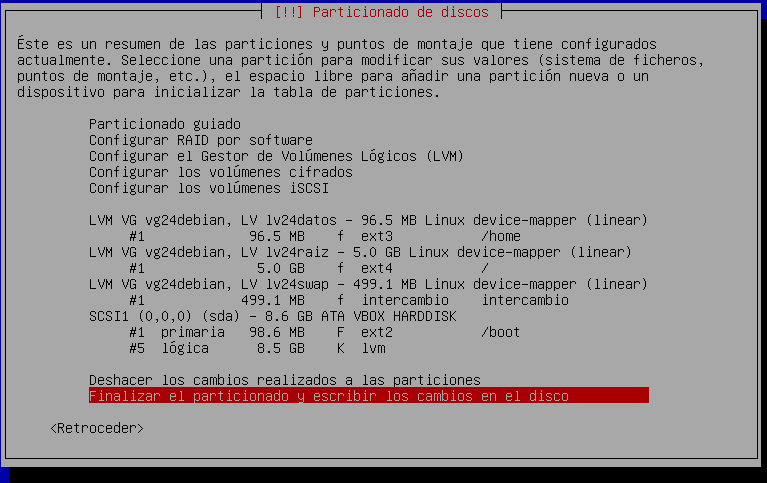 [!!] Particionado de discos
Éste es un resumen de las particiones y puntos de montaje que tiene configurados
actualmente. Seleccione una partición para modificar sus valores (sistema de ficheros,
puntos de montaje, etc.), el espacio libre para añadir una partición nueva o un
dispositivo para inicializar la tabla de particiones.
Particionado guiado
Configurar RAID por software
Configurar el Gestor de Volúmenes Lógicos (LVM)
Configurar los volúmenes cifrados
Configurar los volúmenes iSCSI
LVM VG vg24debian, LV lv24datos - 96.5 MB Linux device-mapper (linear)
#1 96.5 MB f ext3 /home
LVM VG vg24debian, LV lv24raiz - 5.0 GB Linux device-mapper (linear)
#1 5.0 GB f ext4 /
LVM VG vg24debian, LV lv24swap - 499.1 MB Linux device-mapper (linear)
#1 499.1 MB f intercambio intercambio
SCSI1 (0,0,0) (sda) - 8.6 GB ATA VBOX HARDDISK
#1 primaria 98.6 MB F ext2 /boot
#5 lógica 8.5 GB K lvm
Deshacer los cambios realizados a las particiones
Finalizar el particionado y escribir los cambios en el disco
<Retroceder>